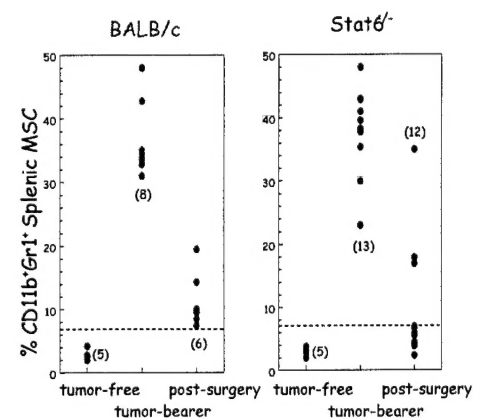 BALB/c
Stat6-/-
% CD11b+Gr1+ Splenic MSC
50
40
30
20
10
0
(8)
(5)
(6)
50
40
30
20
10
0
(12)
(13)
(5)
tumor-free
post-surgery
tumor-bearer
tumor-free
post-surgery
tumor-bearer